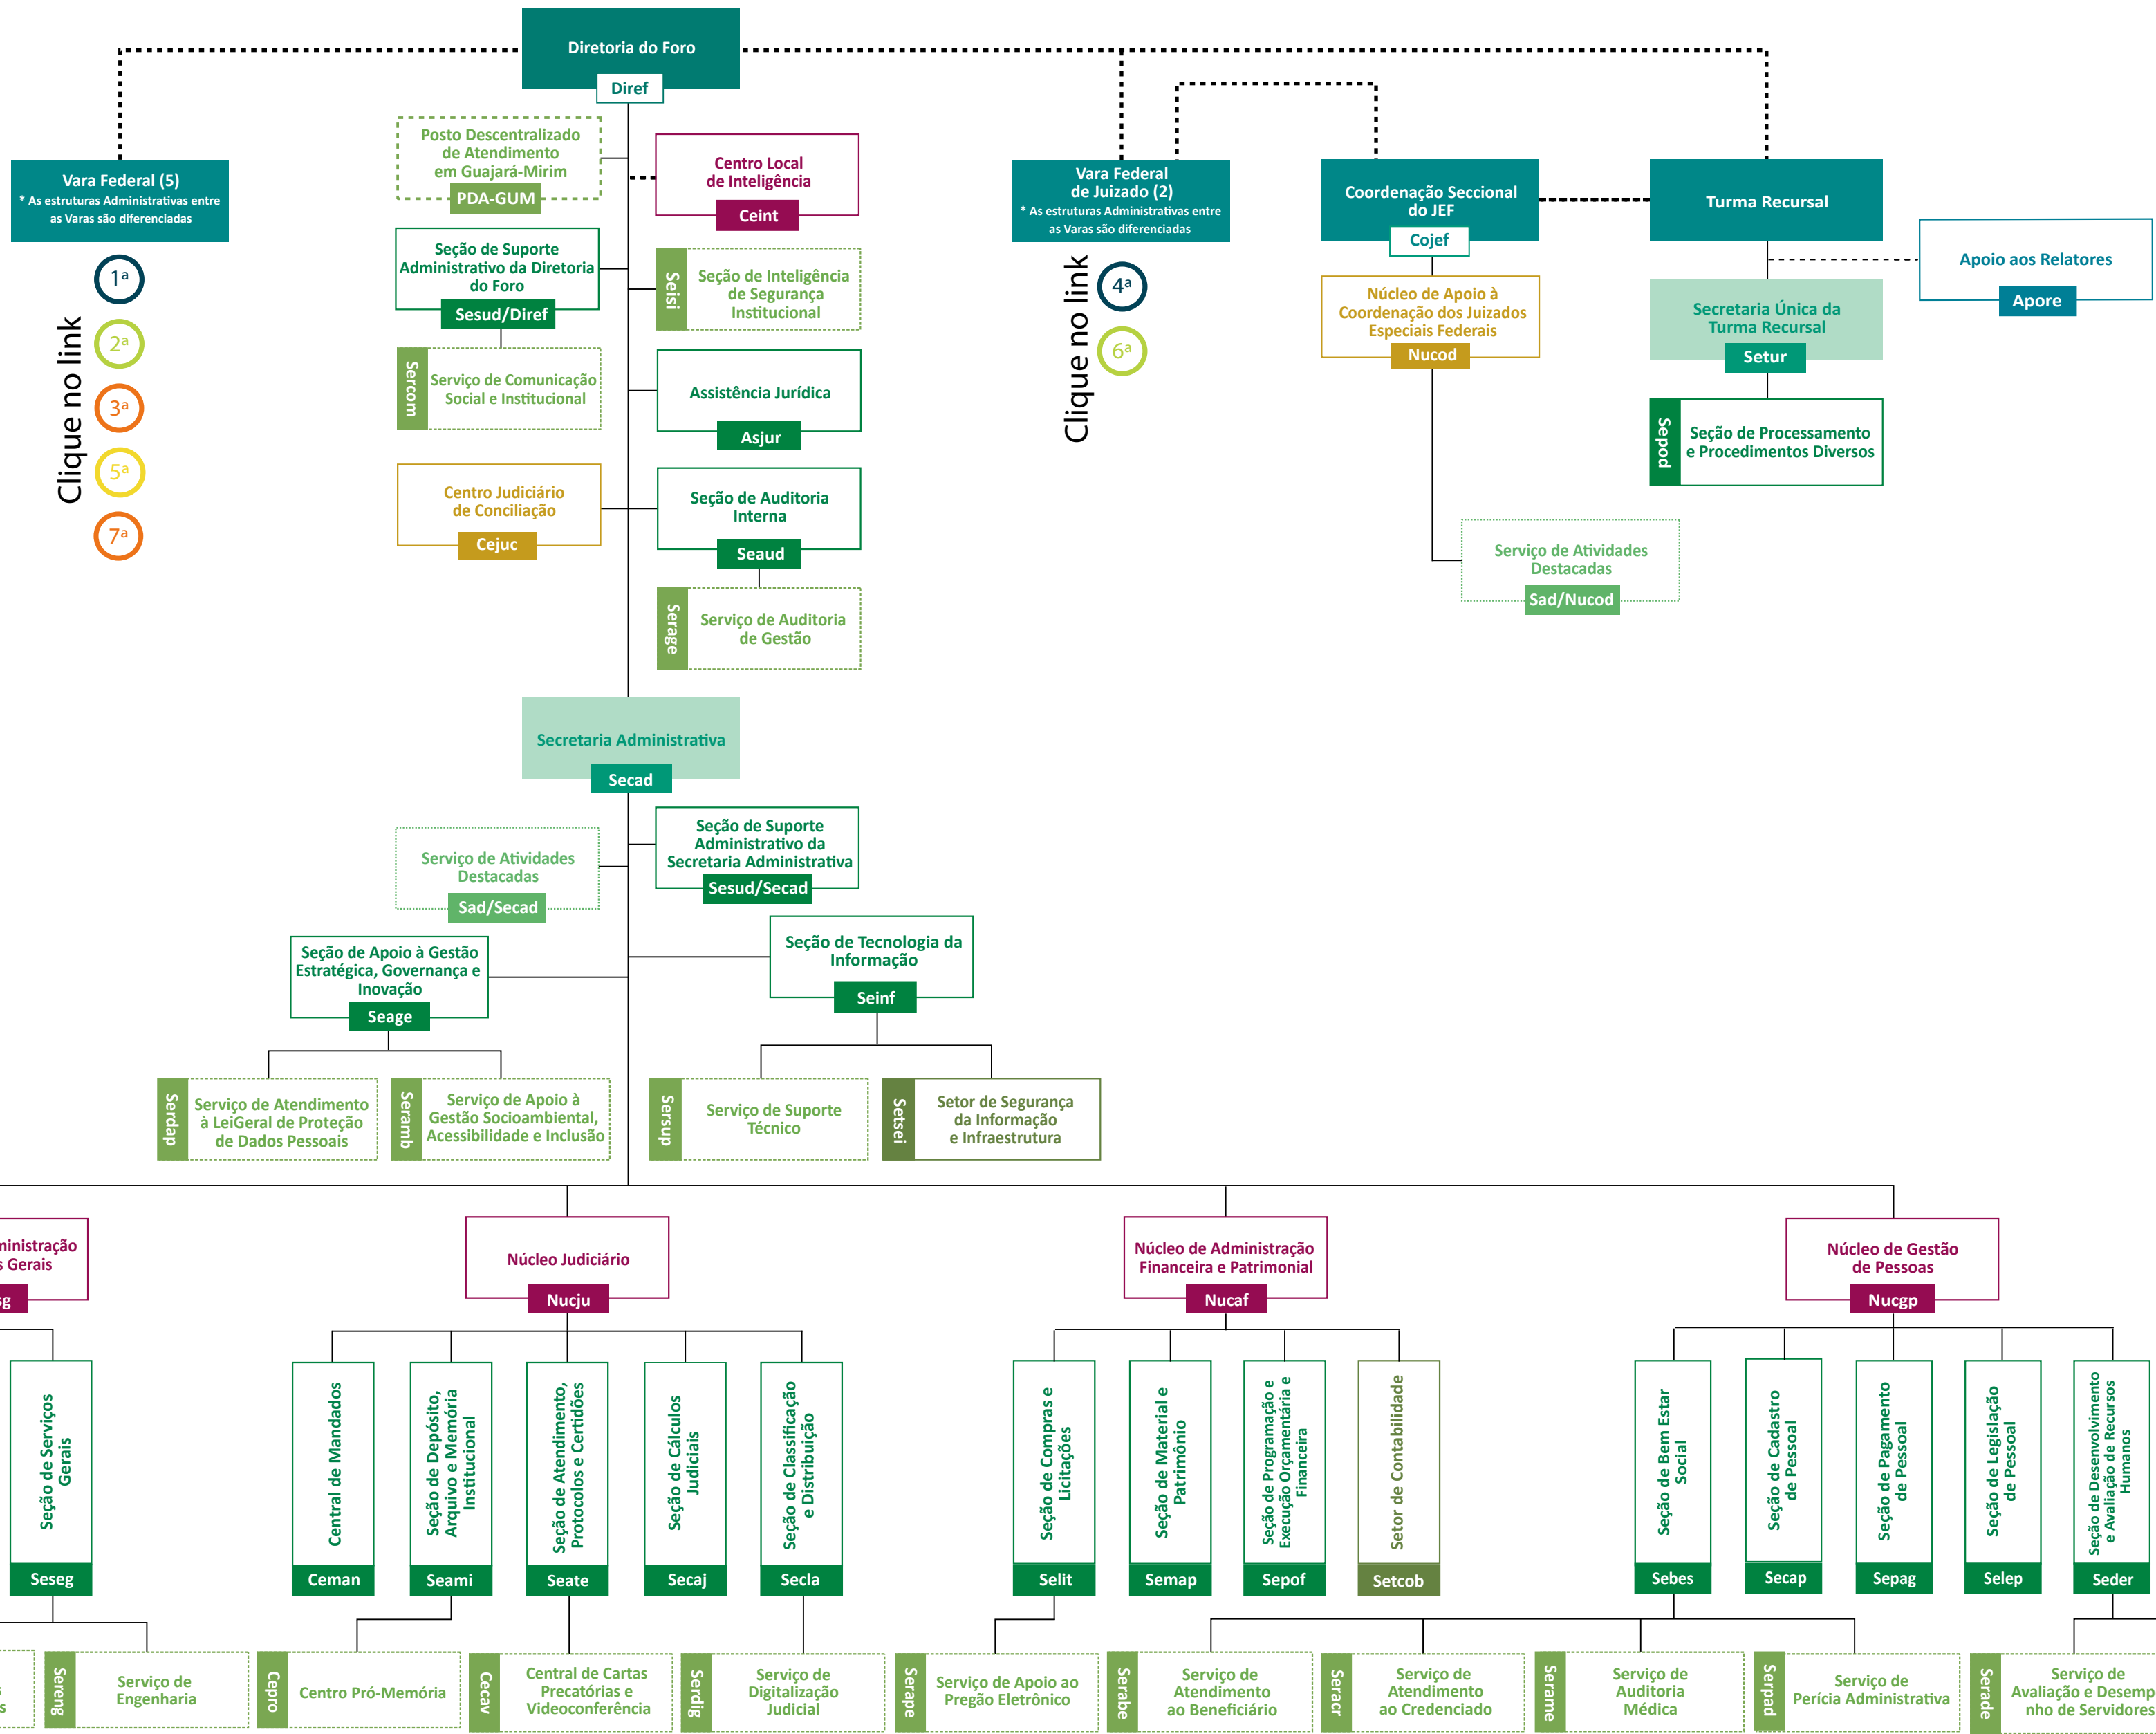 Diretoria do Foro
Diref
Posto Descentralizado
de Atendimento
em Guajará-Mirim
PDA-GUM
Centro Local
de Inteligência
Ceint
Vara Federal (5)
* As estruturas Administrativas entre
as Varas são diferenciadas
Clique no link
1ª
2ª
3ª
5ª
7ª
Seção de Suporte
Administrativo da Diretoria
do Foro
Sesud/Diref
Seisi
Seção de Inteligência
de Segurança
Institucional
Sercom
Serviço de Comunicação
Social e Institucional
Assistência Jurídica
Asjur
Centro Judiciário
de Conciliação
Cejuc
Seção de Auditoria
Interna
Seaud
Serage
Serviço de Auditoria
de Gestão
Vara Federal
de Juizado (2)
* As estruturas Administrativas entre
as Varas são diferenciadas
Clique no link
4ª
6ª
Coordenação Seccional
do JEF
Cojef
Núcleo de Apoio à
Coordenação dos Juizados
Especiais Federais
Nucod
Serviço de Atividades
Destacadas
Sad/Nucod
Turma Recursal
Apoio aos Relatores
Apore
Secretaria Única da
Turma Recursal
Setur
Sepod
Seção de Processamento
e Procedimentos Diversos
Secretaria Administrativa
Secad
Seção de Suporte
Administrativo da
Secretaria Administrativa
Sesud/Secad
Serviço de Atividades
Destacadas
Sad/Secad
Seção de Apoio à Gestão
Estratégica, Governança e
Inovação
Seage
Seção de Tecnologia da
Informação
Seinf
Serdap
Serviço de Atendimento
à LeiGeral de Proteção
de Dados Pessoais
Seramb
Serviço de Apoio à
Gestão Socioambiental,
Acessibilidade e Inclusão
Sersup
Serviço de Suporte
Técnico
Setsei
Setor de Segurança
da Informação
e Infraestrutura
ministração
s Gerais
sg
Núcleo Judiciário
Nucju
Núcleo de Administração
Financeira e Patrimonial
Nucaf
Núcleo de Gestão
de Pessoas
Nucgp
Seção de Serviços
Gerais
Seseg
Central de Mandados
Ceman
Seção de Depósito,
Arquivo e Memória
Institucional
Seami
Seção de Atendimento,
Protocolos e Certidões
Seate
Seção de Cálculos
Judiciais
Secaj
Seção de Classificação
e Distribuição
Secla
Seção de Compras e
Licitações
Selit
Seção de Material e
Patrimônio
Semap
Seção de Programação e
Execução Orçamentária e
Financeira
Sepof
Setor de Contabilidade
Setcob
Seção de Bem Estar
Social
Sebes
Seção de Cadastro
de Pessoal
Secap
Seção de Pagamento
de Pessoal
Sepag
Seção de Legislação
de Pessoal
Selep
Seção de Desenvolvimento
e Avaliação de Recursos
Humanos
Seder
s
s
Sereng
Serviço de
Engenharia
Cepro
Centro Pró-Memória
Cecav
Central de Cartas
Precatórias e
Videoconferência
Serdig
Serviço de
Digitalização
Judicial
Serape
Serviço de Apoio ao
Pregão Eletrônico
Serabe
Serviço de
Atendimento
ao Beneficiário
Seracr
Serviço de
Atendimento
ao Credenciado
Serame
Serviço de
Auditoria
Médica
Serpad
Serviço de
Perícia Administrativa
Serade
Serviço de
Avaliação e Desemp
nho de Servidores